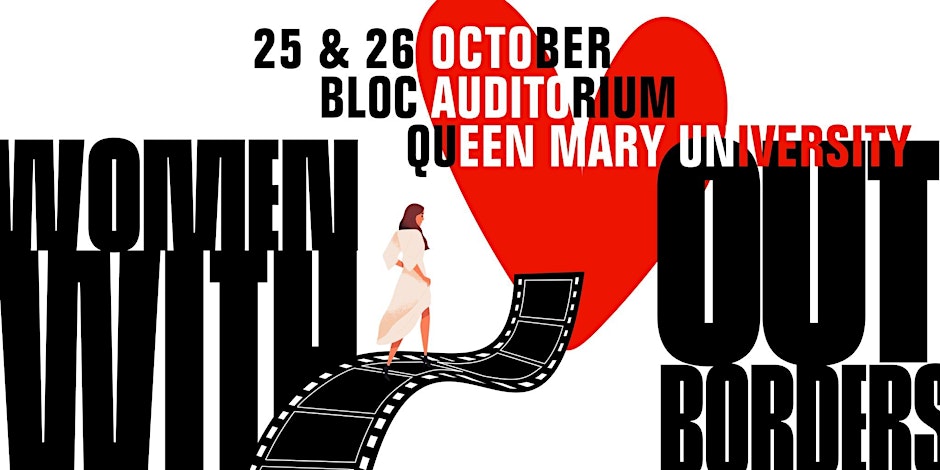 25 & 26 OCTOBER
BLOC AUDITORIUM
QUEEN MARY UNIVERSITY
WOMEN
WITH
OUT
BORDERS